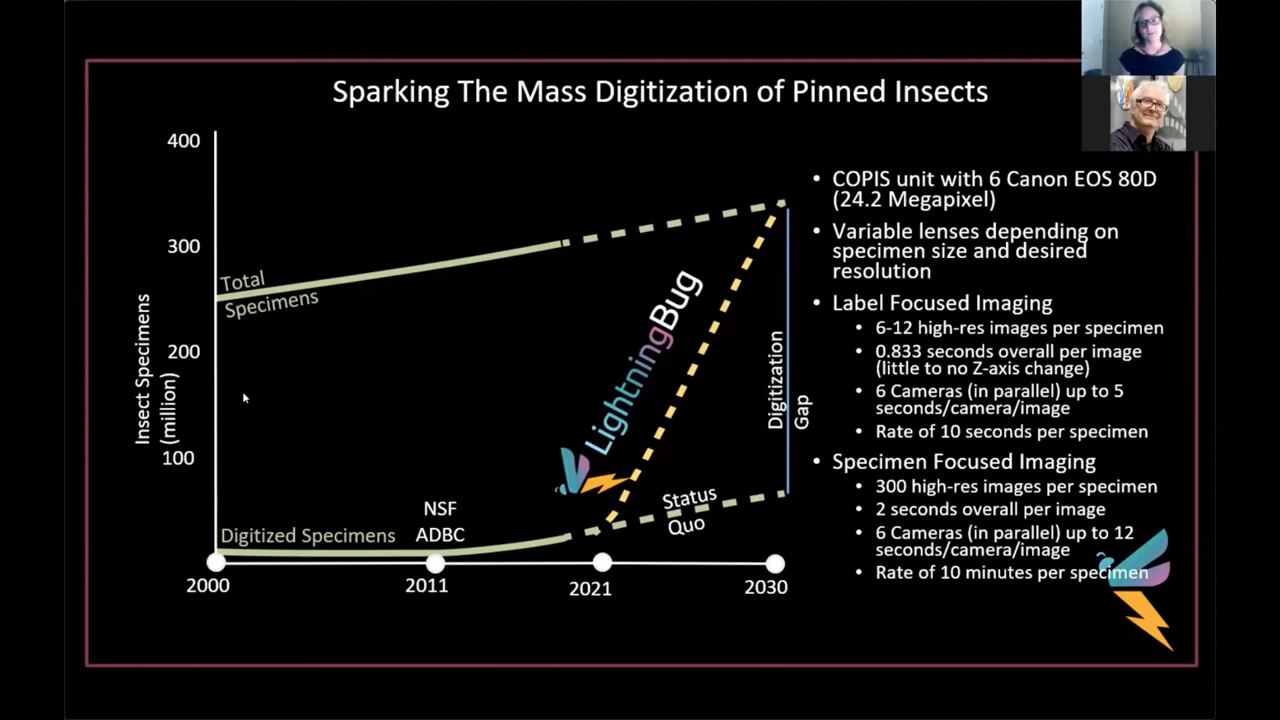 Sparking The Mass Digitization of Pinned Insects
400
300
200
100
Insect Specimens
(million)
Total
Specimens
LightningBug
Digitization
Gap
Status
Quo
NSF
ADBC
Digitized Specimens
2000
2011
2021
2030
• COPIS unit with 6 Canon EOS 80D
(24.2 Megapixel)
• Variable lenses depending on
specimen size and desired
resolution
• Label Focused Imaging
• 6-12 high-res images per specimen
• 0.833 seconds overall per image
(little to no Z-axis change)
• 6 Cameras (in parallel) up to 5
seconds/camera/image
• Rate of 10 seconds per specimen
• Specimen Focused Imaging
• 300 high-res images per specimen
• 2 seconds overall per image
• 6 Cameras (in parallel) up to 12
seconds/camera/image
• Rate of 10 minutes per specimen